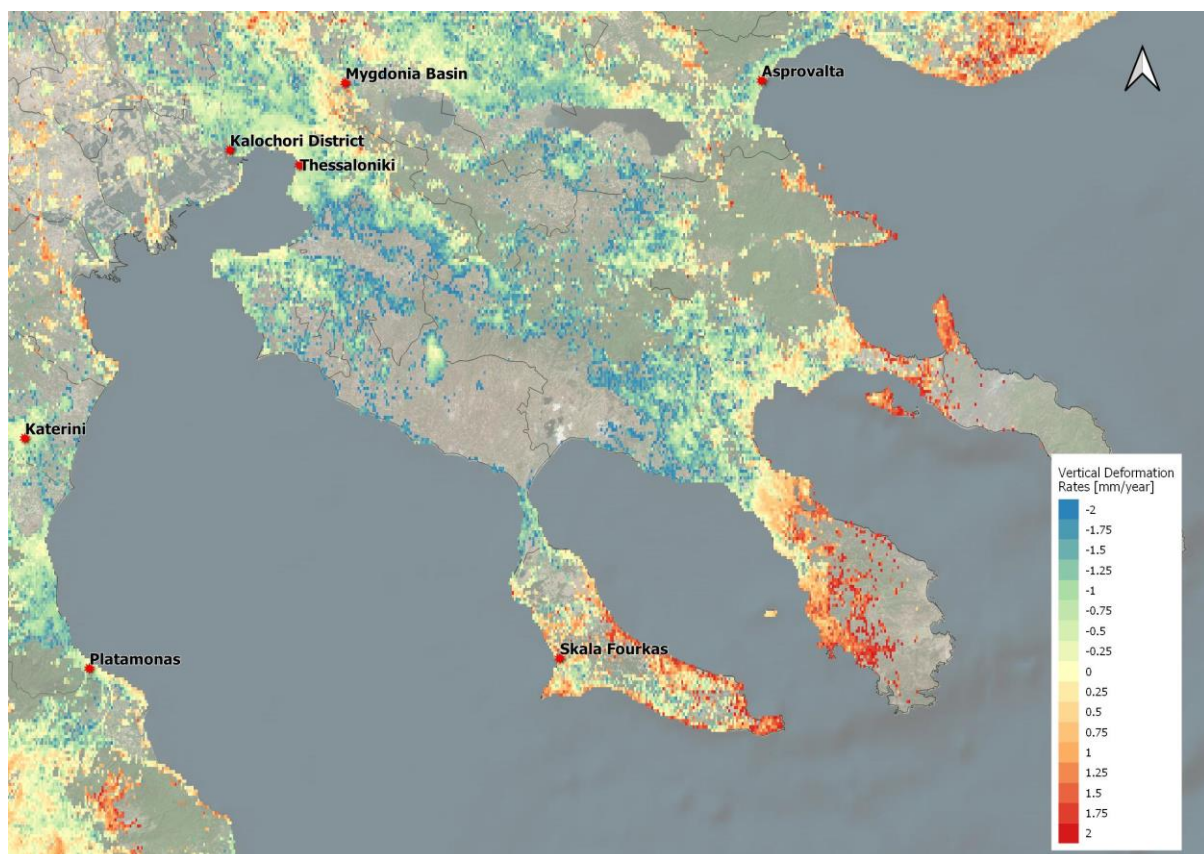 Mygdonia Basin
Asprovalta
Kalochori District
Thessaloniki
Katerini
Skala Fourkas
Platamonas
Vertical Deformation
Rates [mm/year]
-2
-1.75
-1.5
-1.25
-1
-0.75
-0.5
-0.25
0
0.25
0.5
0.75
1
1.25
1.5
1.75
2